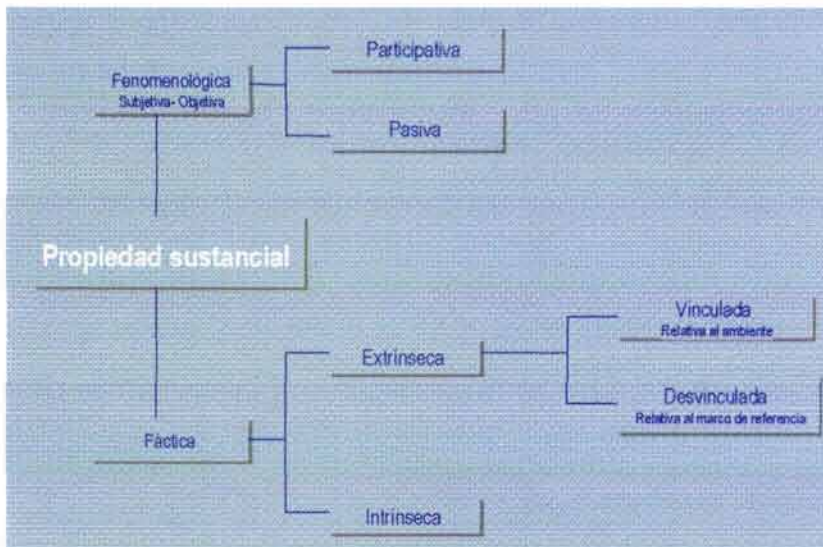 Participativa
Fenomenológica
Subjetiva- Objetiva
Pasiva
Propiedad sustancial
Vinculada
Relativa al ambiente
Extrínseca
Desvinculada
Relativa al marco de referencia
Fáctica
Intrínseca